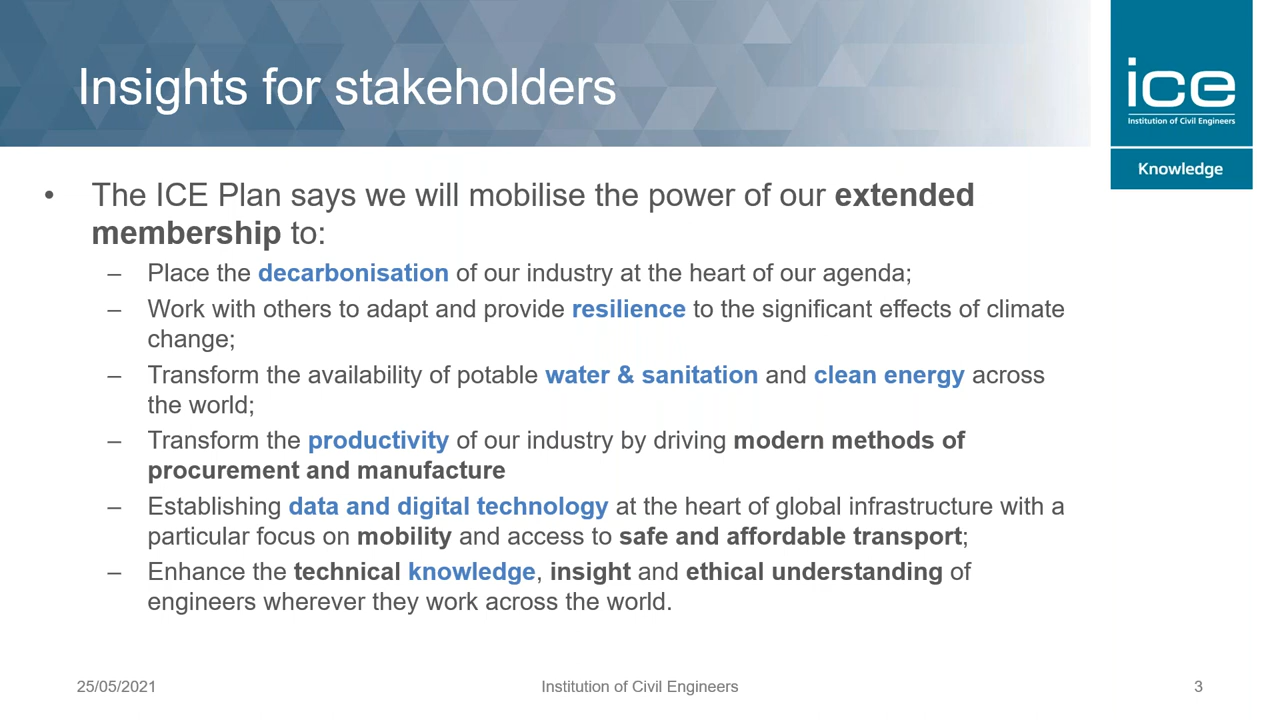 Insights for stakeholders
ice
Institution of Civil Engineers
Knowledge
• The ICE Plan says we will mobilise the power of our extended
membership to:
– Place the decarbonisation of our industry at the heart of our agenda;
– Work with others to adapt and provide resilience to the significant effects of climate
change;
– Transform the availability of potable water & sanitation and clean energy across
the world;
– Transform the productivity of our industry by driving modern methods of
procurement and manufacture
– Establishing data and digital technology at the heart of global infrastructure with a
particular focus on mobility and access to safe and affordable transport;
– Enhance the technical knowledge, insight and ethical understanding of
engineers wherever they work across the world.
25/05/2021
Institution of Civil Engineers
3